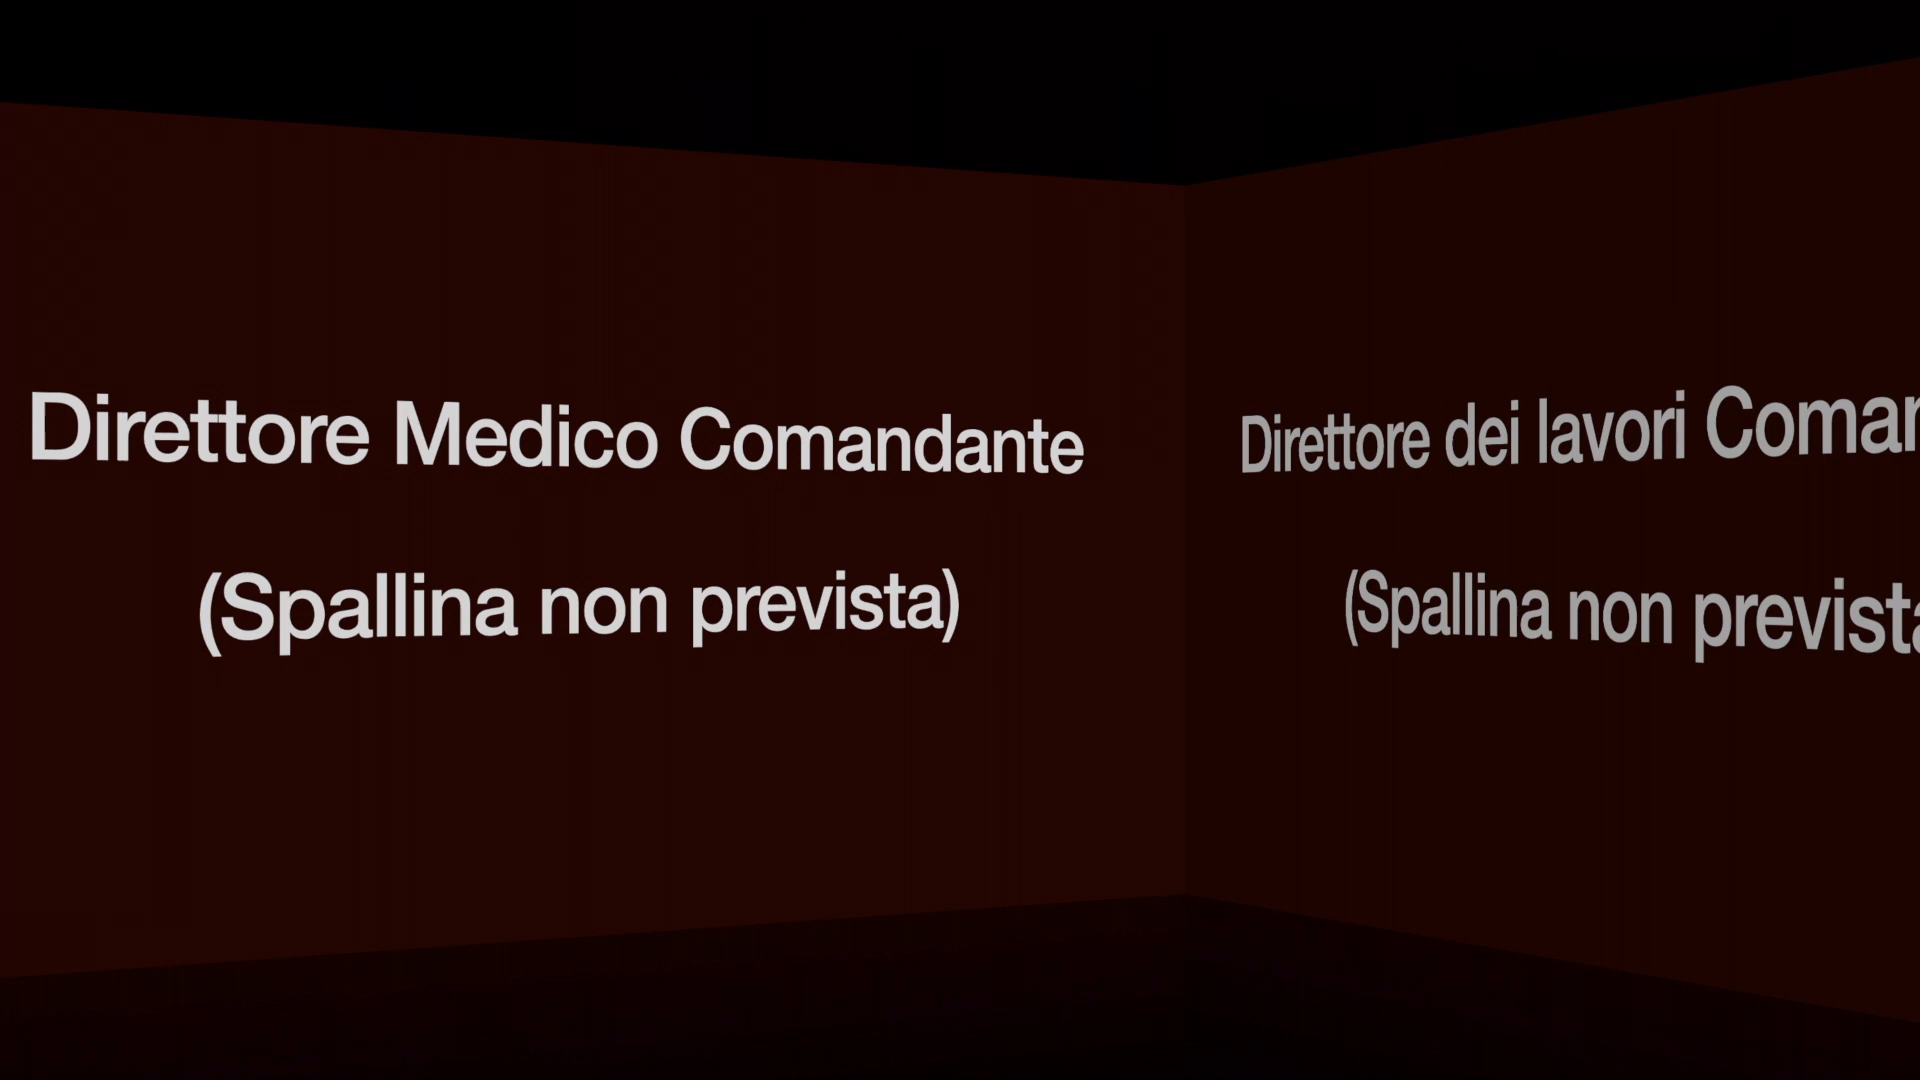 Direttore Medico Comandante
(Spallina non prevista)
Direttore dei lavori
(Spallina non